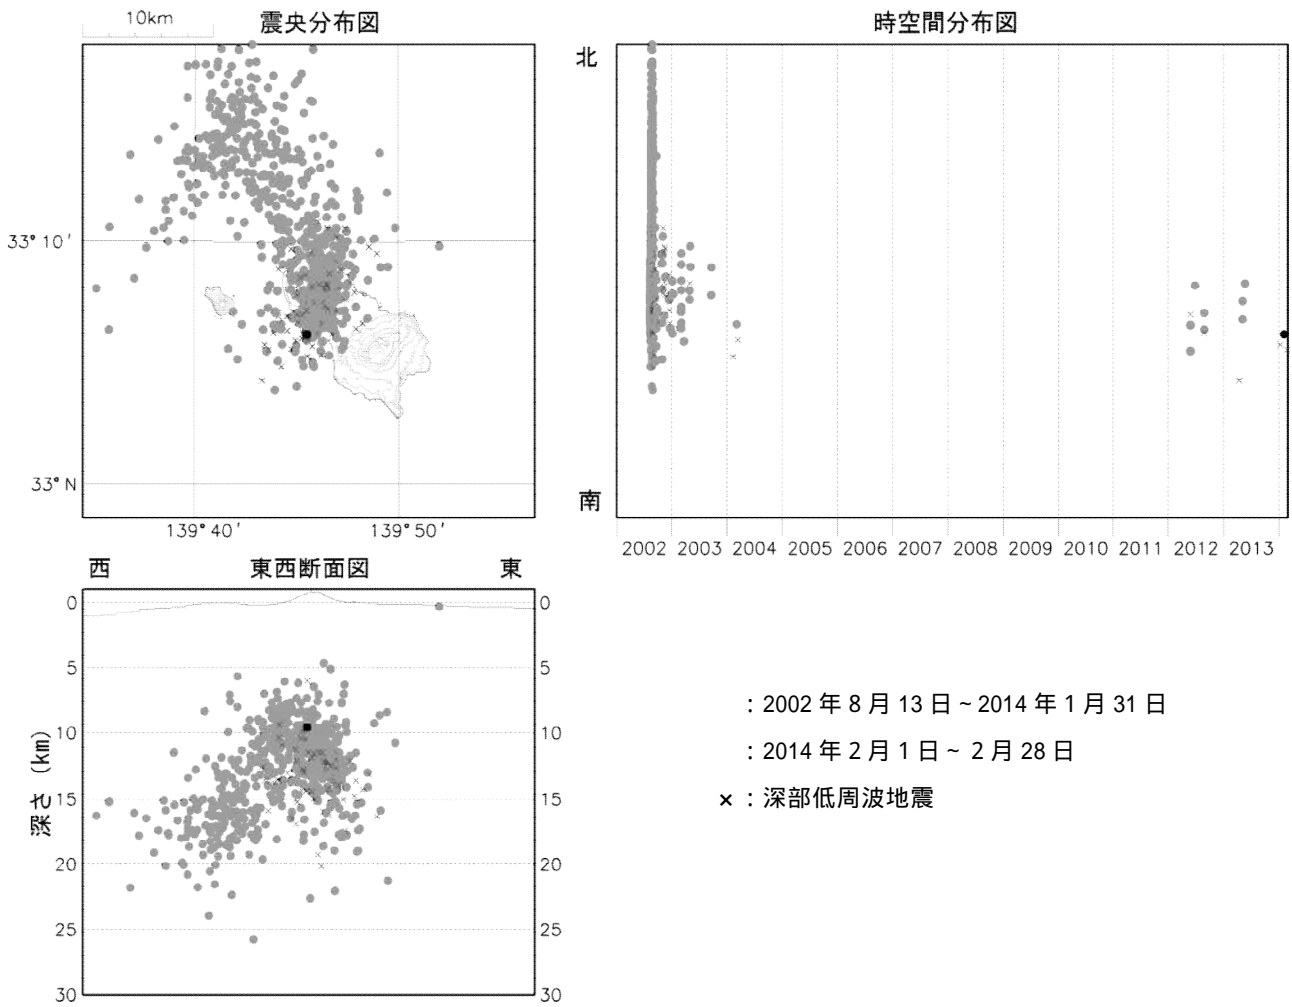 10km
震央分布図
33°10′
33°N
139°40′ 139°50′
時空間分布図
北
南
2002 2003 2004 2005 2006 2007 2008 2009 2010 2011 2012 2013
西 東西断面図 東
0 0
5 5
10 10
15 15
20 20
25 25
30 30
深さ (km)
：2002 年 8 月 13 日 ~ 2014 年 1 月 31 日
：2014 年 2 月 1 日 ~ 2 月 28 日
×：深部低周波地震